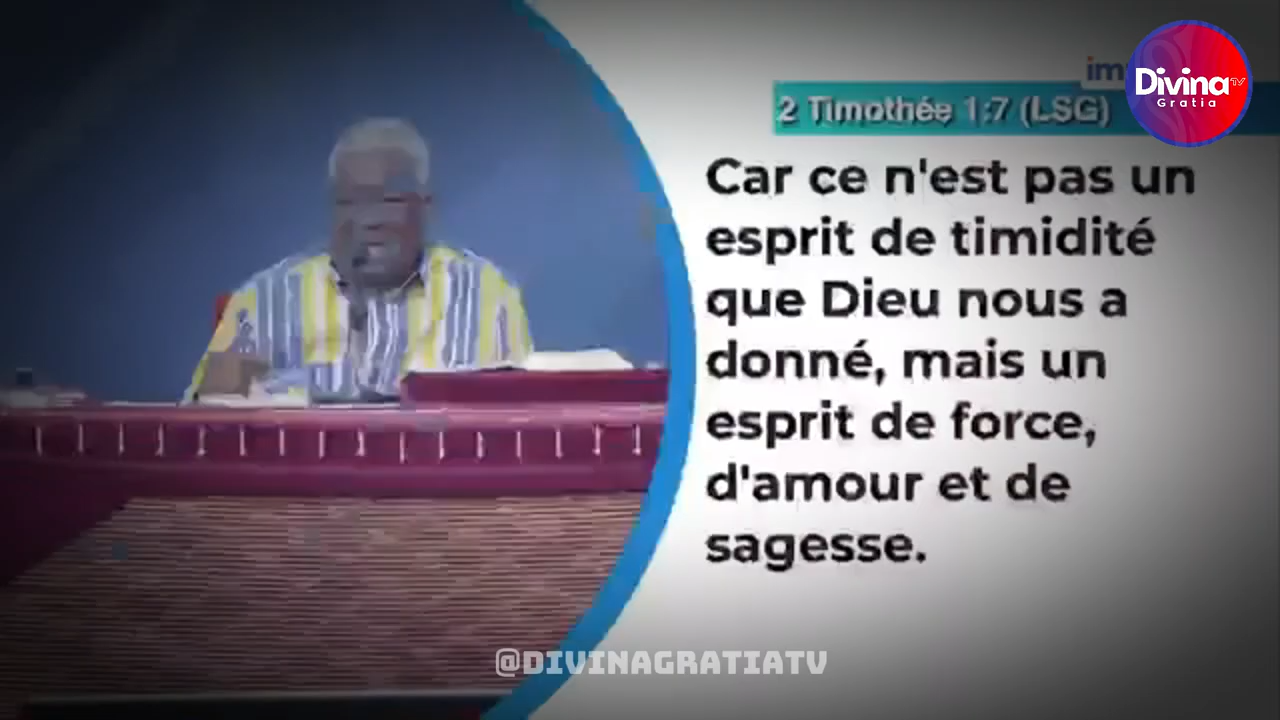 Divina TV
Gratia
2 Timothée 1:7 (LSG)
Car ce n'est pas un
esprit de timidité
que Dieu nous a
donné, mais un
esprit de force,
d'amour et de
sagesse.
@DIVINAGRATIATV